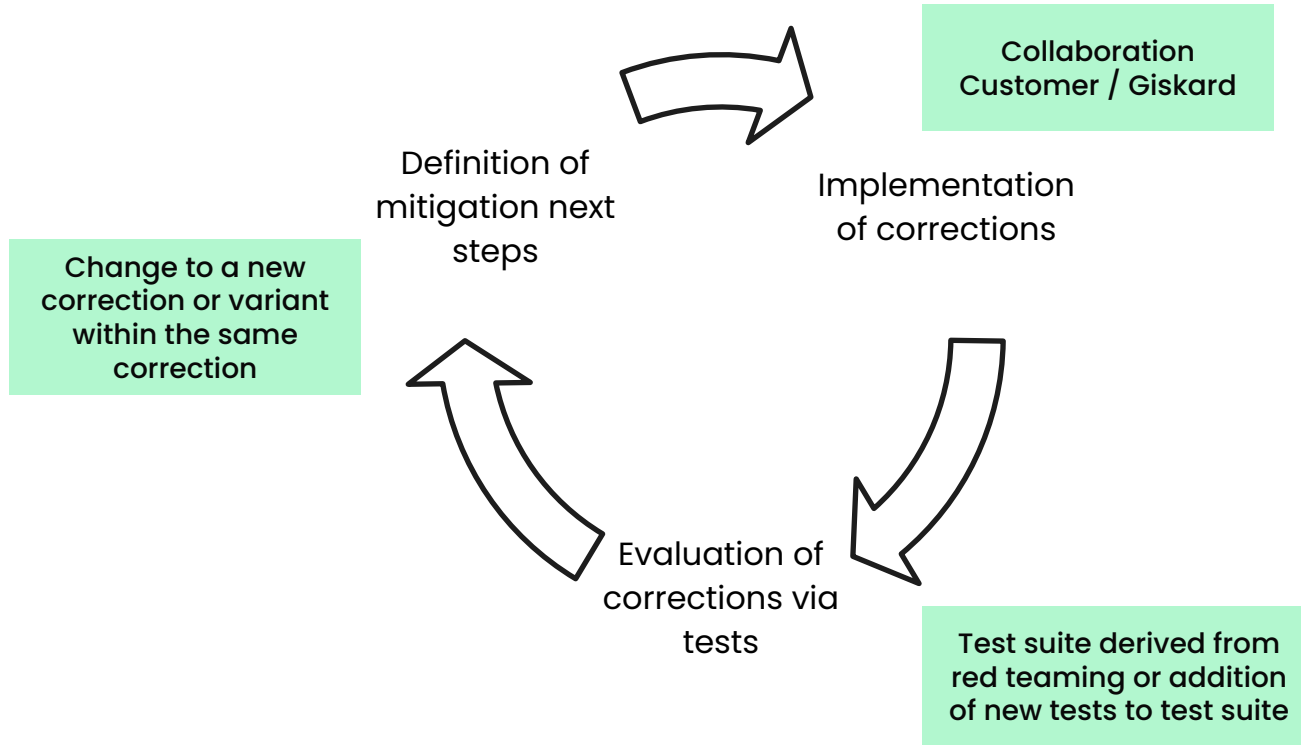 Collaboration
Customer / Giskard
Definition of
mitigation next
steps
Implementation
of corrections
Change to a new
correction or variant
within the same
correction
Evaluation of
corrections via
tests
Test suite derived from
red teaming or addition
of new tests to test suite